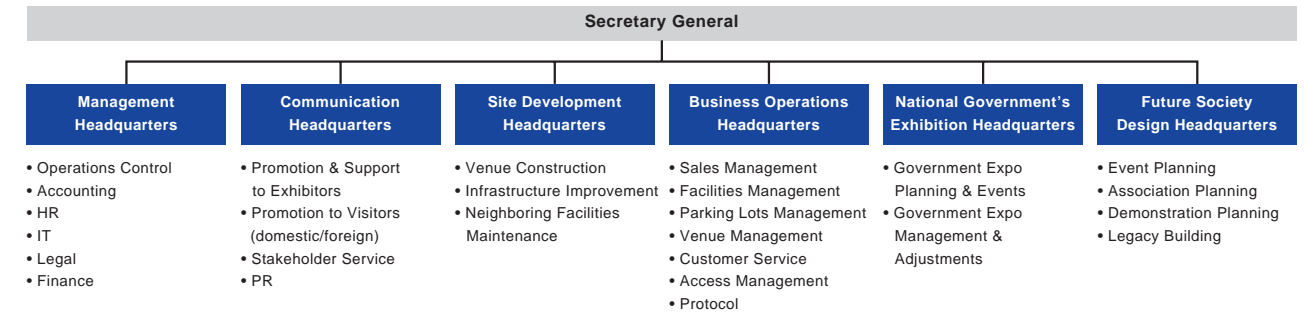 Secretary General
Management
Headquarters
• Operations Control
• Accounting
• HR
• IT
• Legal
• Finance
Communication
Headquarters
• Promotion & Support
to Exhibitors
• Promotion to Visitors
(domestic/foreign)
• Stakeholder Service
• PR
Site Development
Headquarters
• Venue Construction
• Infrastructure Improvement
• Neighboring Facilities
Maintenance
Business Operations
Headquarters
• Sales Management
• Facilities Management
• Parking Lots Management
• Venue Management
• Customer Service
• Access Management
• Protocol
National Government’s
Exhibition Headquarters
• Government Expo
Planning & Events
• Government Expo
Management &
Adjustments
Future Society
Design Headquarters
• Event Planning
• Association Planning
• Demonstration Planning
• Legacy Building